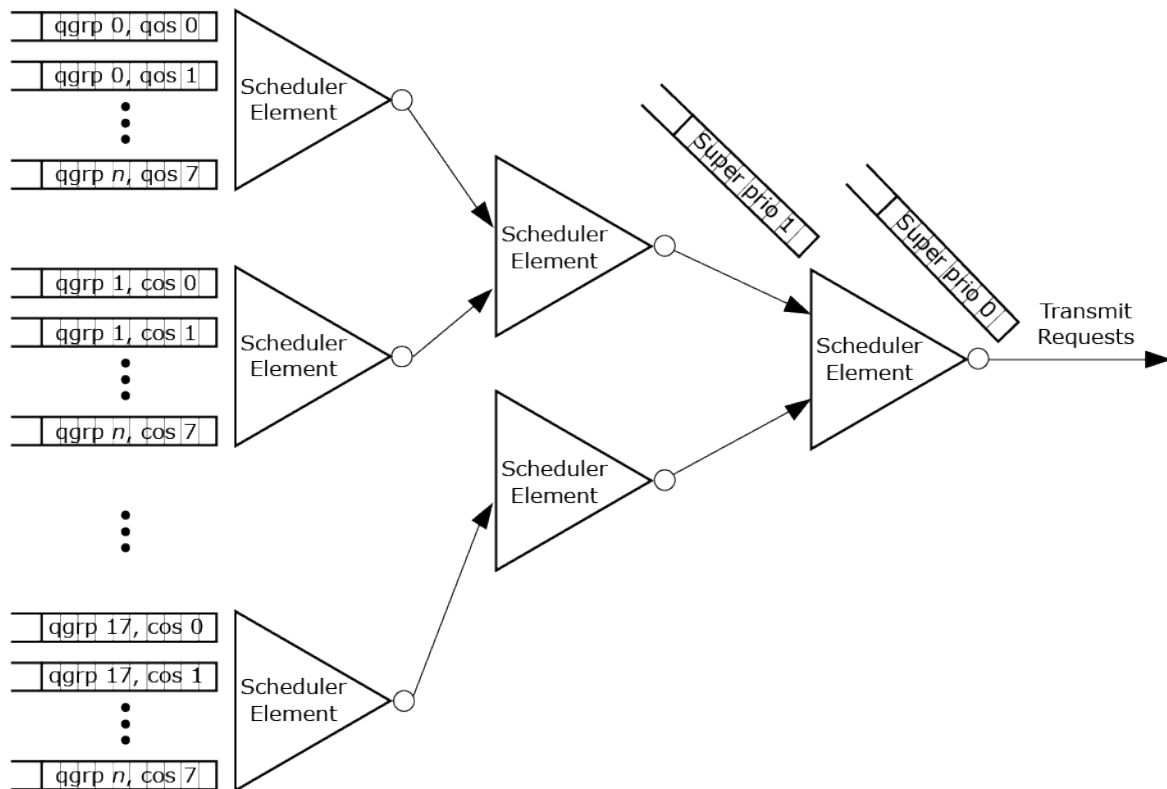 qgrp 0, qos 0
qgrp 0, qos 1
qgrp n, qos 7
Scheduler
Element
qgrp 1, cos 0
qgrp 1, cos 1
qgrp n, cos 7
Scheduler
Element
qgrp 17, cos 0
qgrp 17, cos 1
qgrp n, cos 7
Scheduler
Element
Scheduler
Element
Scheduler
Element
Super prio 1
Super prio 0
Scheduler
Element
Transmit
Requests